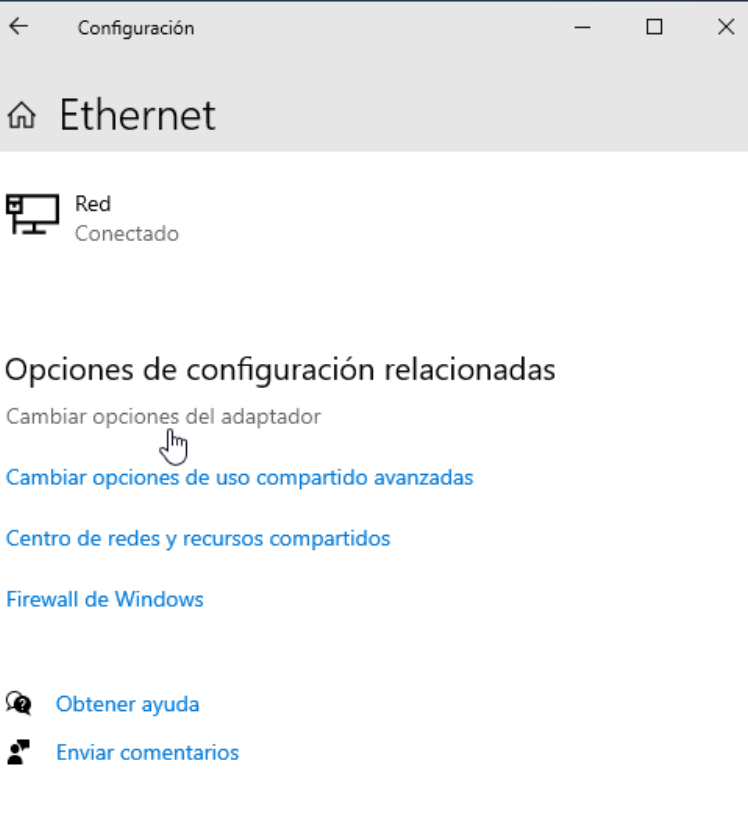 Configuración
Ethernet
Red
Conectado
Opciones de configuración relacionadas
Cambiar opciones del adaptador
Cambiar opciones de uso compartido avanzadas
Centro de redes y recursos compartidos
Firewall de Windows
Obtener ayuda
Enviar comentarios